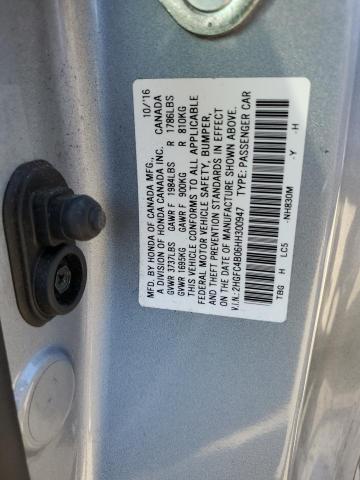 MFD. BY HONDA OF CANADA MFG., 10/'16
A DIVISION OF HONDA CANADA INC. CANADA
GVWR 3737LBS GAWR F 1984LBS R 1786LBS
GVWR 1695KG GAWR F 900KG R 810KG
THIS VEHICLE CONFORMS TO ALL APPLICABLE
FEDERAL MOTOR VEHICLE SAFETY, BUMPER,
AND THEFT PREVENTION STANDARDS IN EFFECT
ON THE DATE OF MANUFACTURE SHOWN ABOVE.
V.I.N.:2HGFC4B06HH300947 TYPE: PASSENGER CAR
TBG H LC5 -NH830M -Y -H